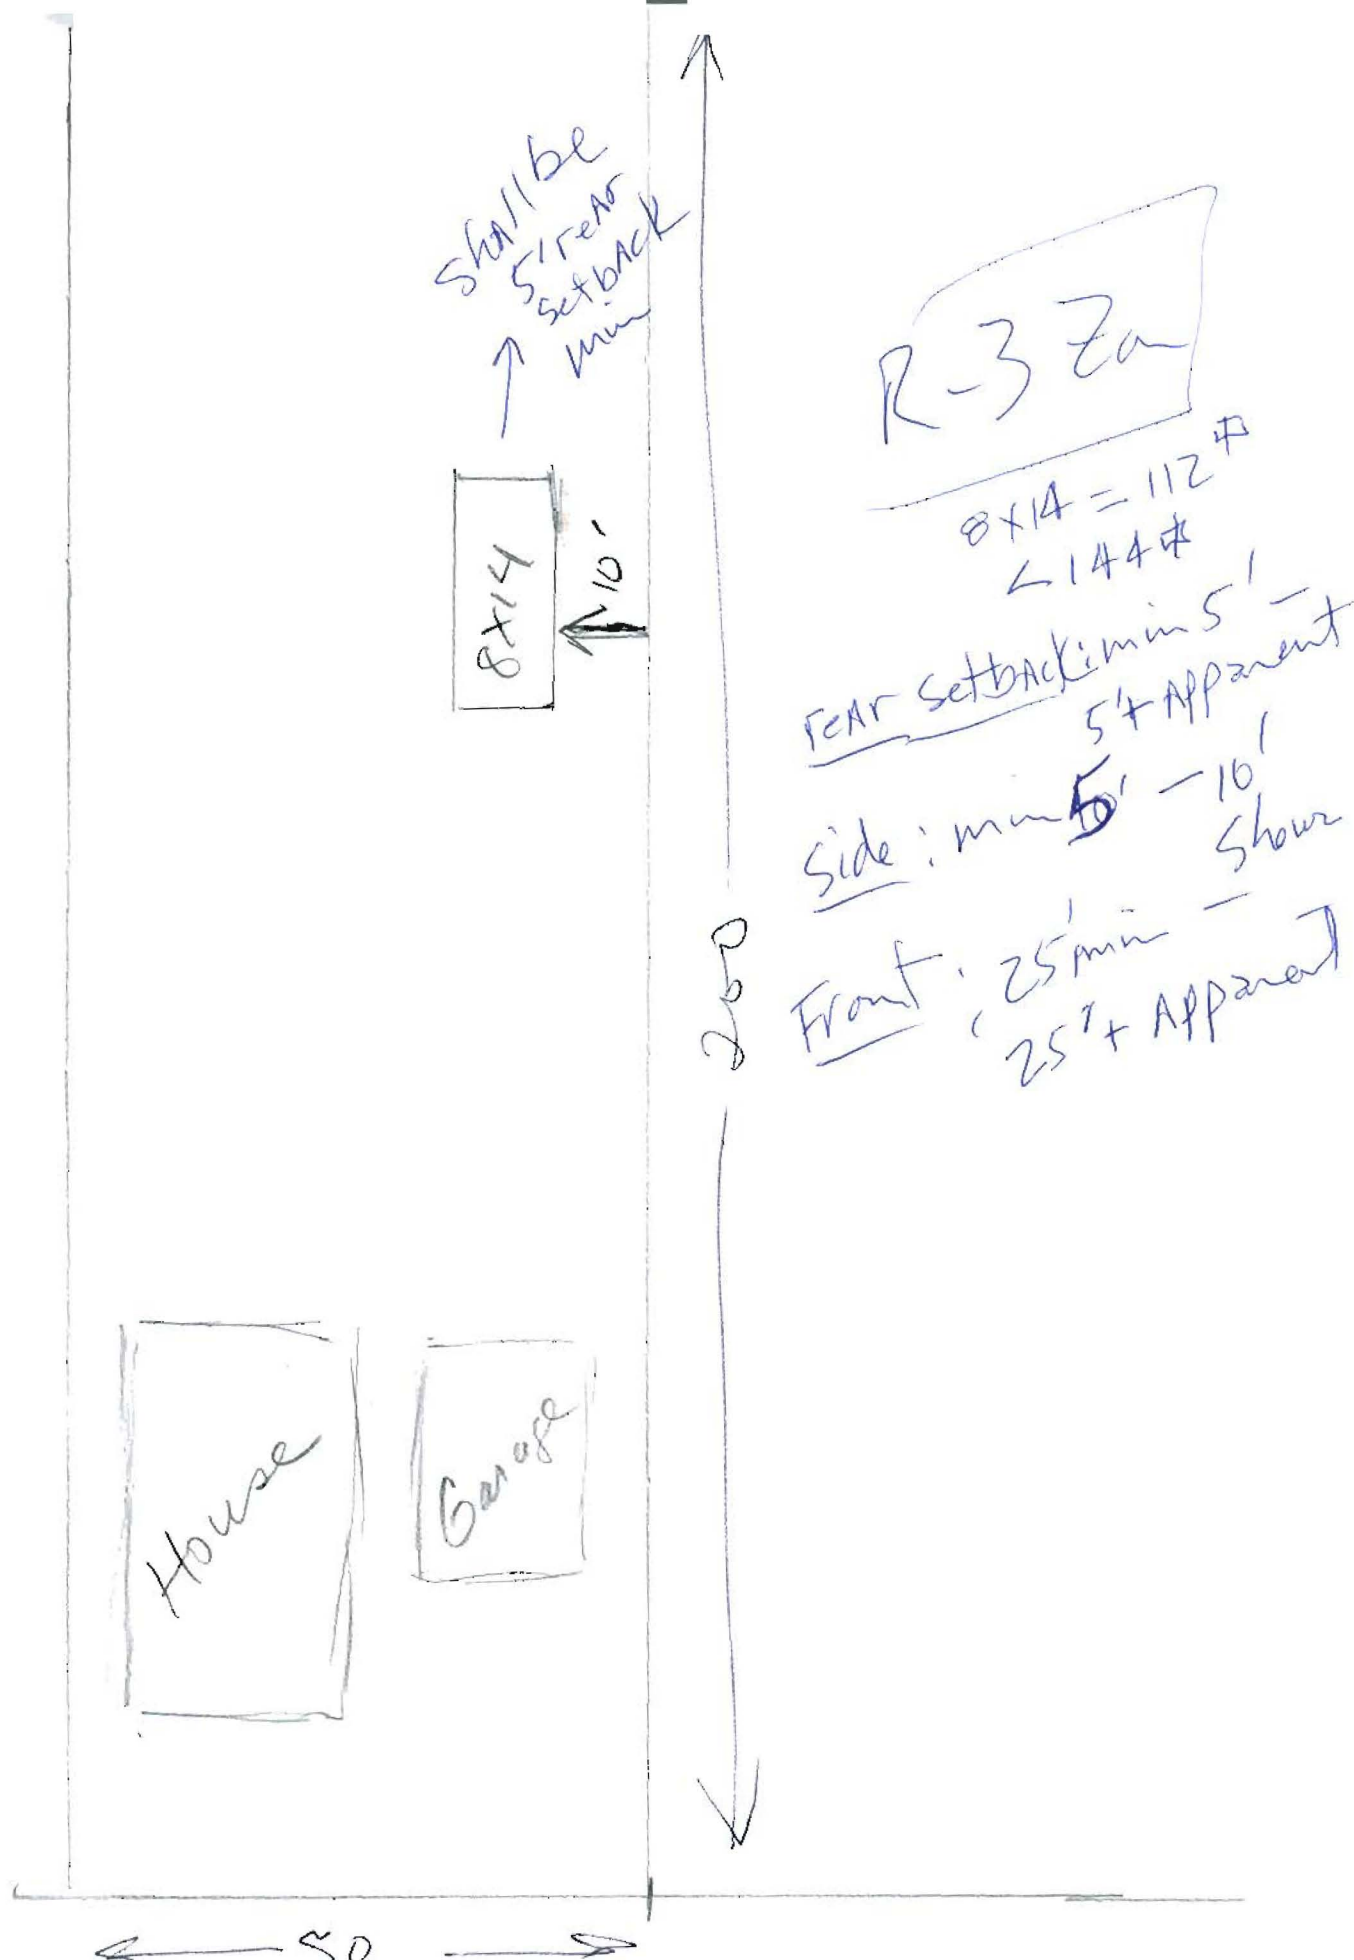 shall be
5' rear
setback
min
R-3 Zon
8x14 = 112 #
< 144 #
8x14
10'
rear setback: min 5' -
5'+ Apparent
Side: min 5' - 10'
Shown
200
Front: 25' min -
25'+ Apparent
House
Garage
50